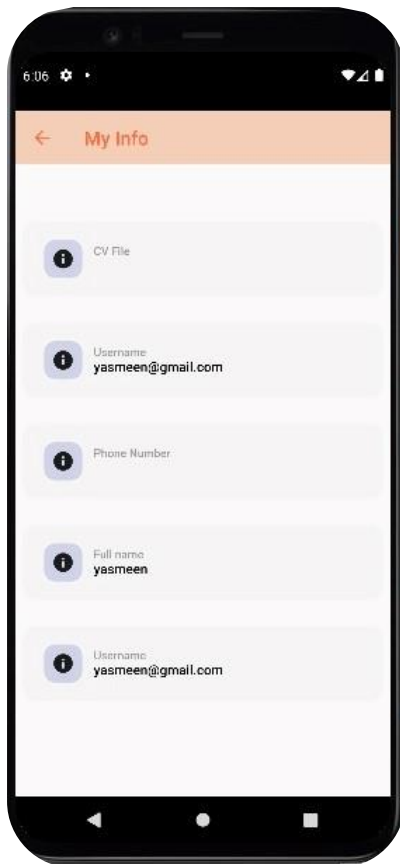 6:06
My Info
CV File
Username
yasmeen@gmail.com
Phone Number
Full name
yasmeen
Username
yasmeen@gmail.com